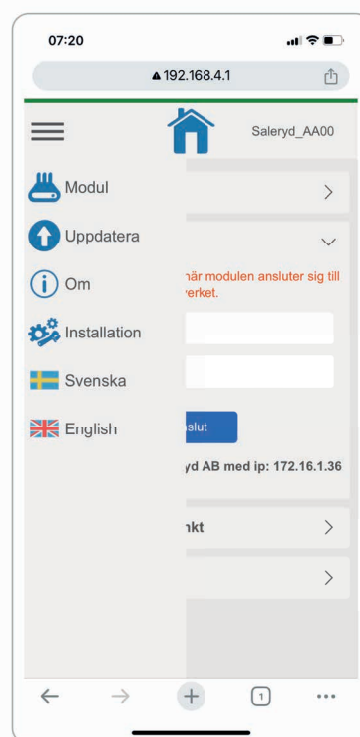 07:20
192.168.4.1
Saleryd_AA00
Modul
Uppdatera
när modulen ansluter sig till
Om
verket.
Installation
Svenska
English
yd AB med ip: 172.16.1.36
nkt
1